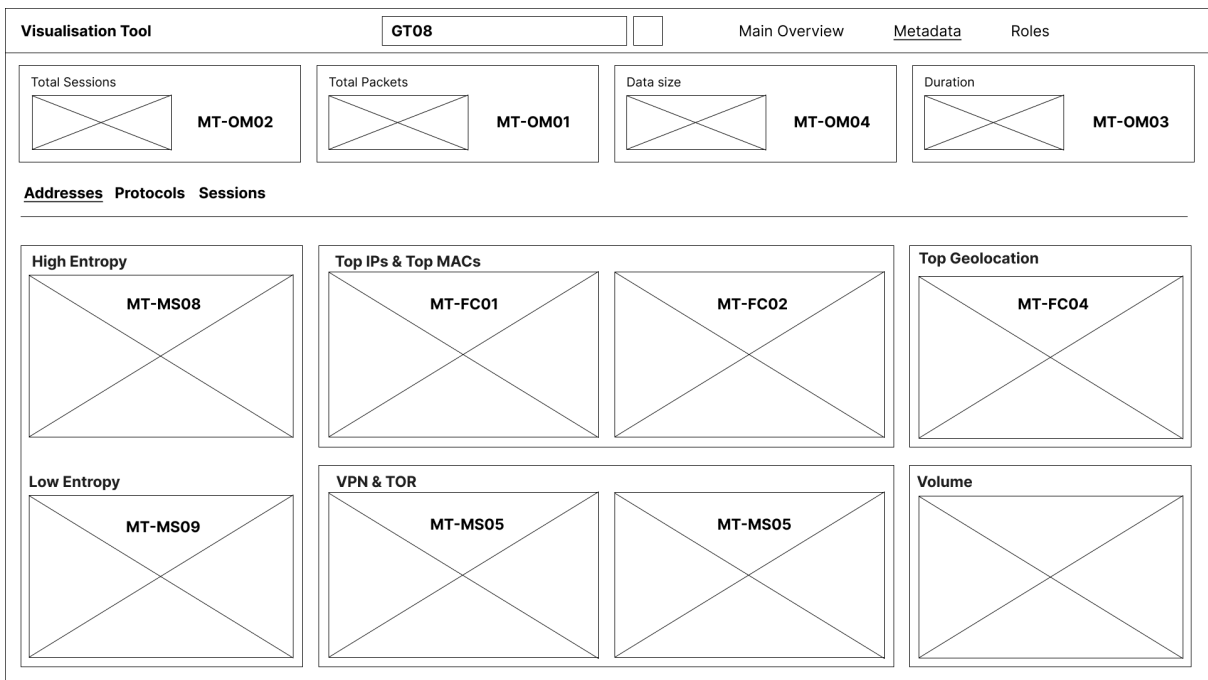 Visualisation Tool
GT08
Main Overview
Metadata
Roles
Total Sessions
MT-OM02
Total Packets
MT-OM01
Data size
MT-OM04
Duration
MT-OM03
Addresses Protocols Sessions
High Entropy
MT-MS08
Top IPs & Top MACs
MT-FC01
MT-FC02
Top Geolocation
MT-FC04
Low Entropy
MT-MS09
VPN & TOR
MT-MS05
MT-MS05
Volume